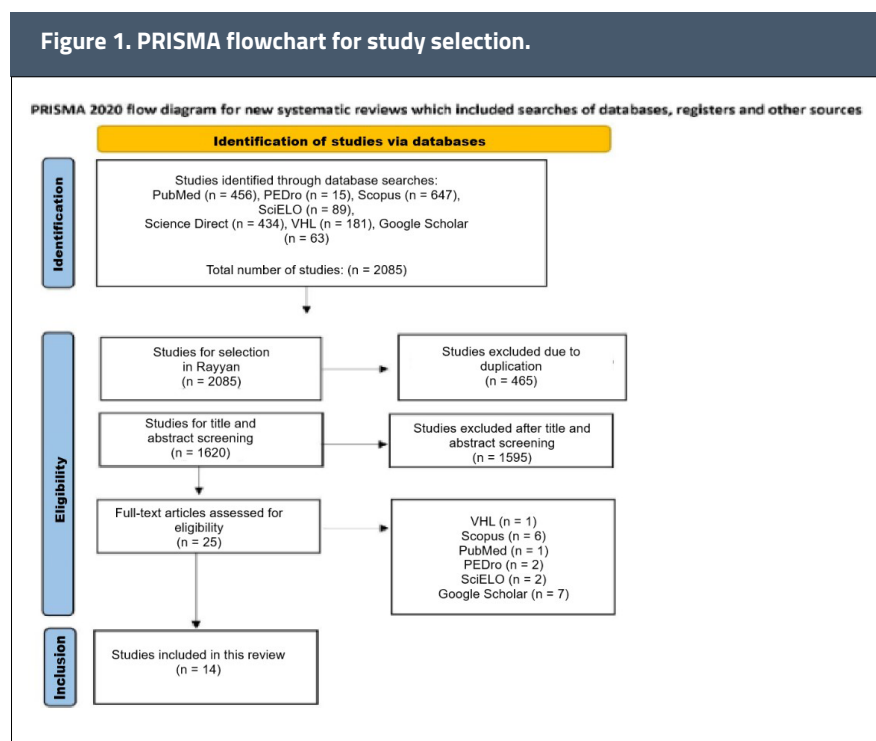 Figure 1. PRISMA flowchart for study selection.
PRISMA 2020 flow diagram for new systematic reviews which included searches of databases, registers and other sources
Identification of studies via databases
Identification
Studies identified through database searches:
PubMed (n = 456), PEDro (n = 15), Scopus (n = 647),
SciELO (n = 89),
Science Direct (n = 434), VHL (n = 181), Google Scholar
(n = 63)
Total number of studies: (n = 2085)
Eligibility
Studies for selection
in Rayyan
(n = 2085)
Studies excluded due to
duplication
(n = 465)
Studies for title and
abstract screening
(n = 1620)
Studies excluded after title and
abstract screening
(n = 1595)
Full-text articles assessed for
eligibility
(n = 25)
VHL (n = 1)
Scopus (n = 6)
PubMed (n = 1)
PEDro (n = 2)
SciELO (n = 2)
Google Scholar (n = 7)
Inclusion
Studies included in this review
(n = 14)